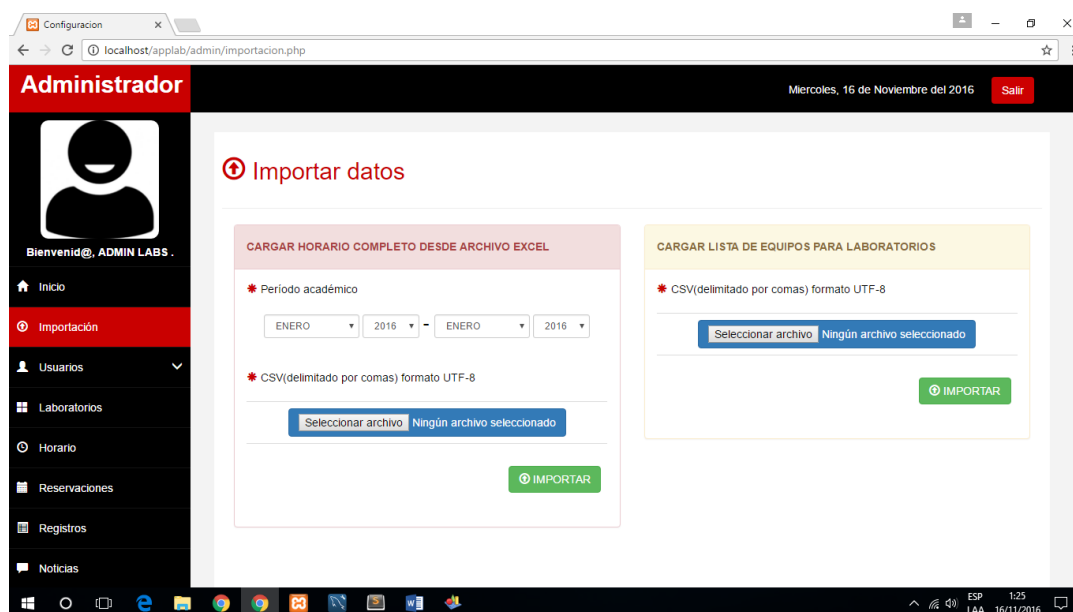 Configuracion
localhost/applab/admin/importacion.php
Administrador
Miercoles, 16 de Noviembre del 2016
Salir
Bienvenid@, ADMIN LABS .
Inicio
Importación
Usuarios
Laboratorios
Horario
Reservaciones
Registros
Noticias
Importar datos
CARGAR HORARIO COMPLETO DESDE ARCHIVO EXCEL
Período académico
ENERO 2016 - ENERO 2016
CSV(delimitado por comas) formato UTF-8
Seleccionar archivo Ningún archivo seleccionado
IMPORTAR
CARGAR LISTA DE EQUIPOS PARA LABORATORIOS
CSV(delimitado por comas) formato UTF-8
Seleccionar archivo Ningún archivo seleccionado
IMPORTAR
ESP 1:25
LAA 16/11/2016